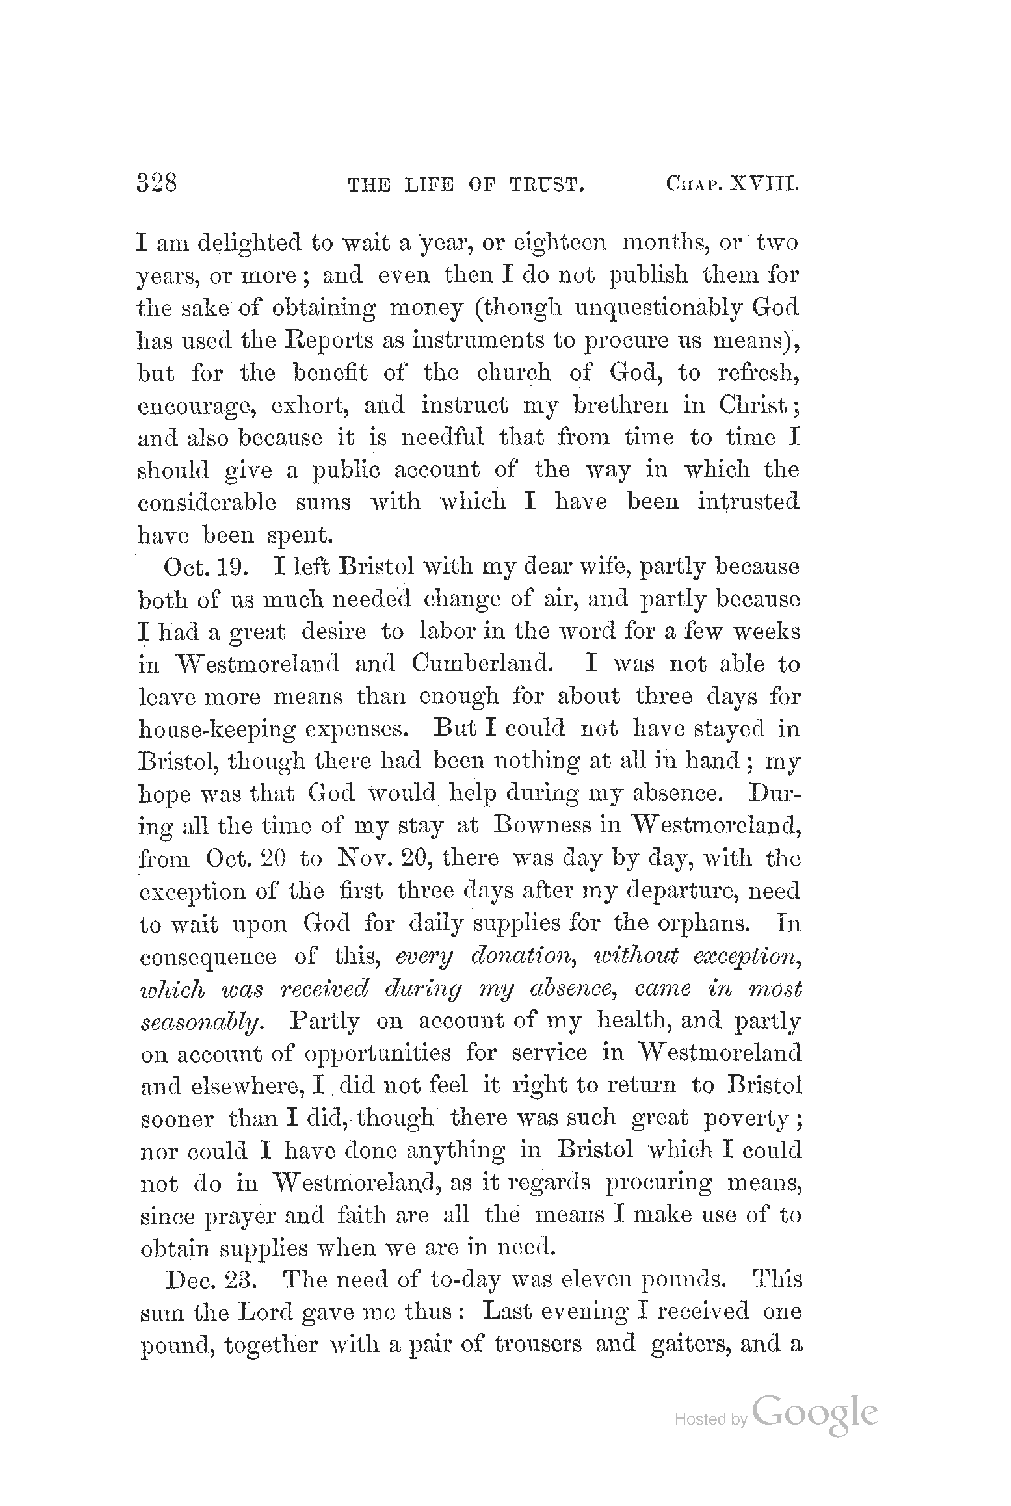 328 THE LIFE OF TRUST. CHAP. XVIII.
I am delighted to wait a year, or eighteen months, or two
years, or more; and even then I do not publish them for
the sake of obtaining money (though unquestionably God
has used the Reports as instruments to procure us means),
but for the benefit of the church of God, to refresh,
encourage, exhort, and instruct my brethren in Christ;
and also because it is needful that from time to time I
should give a public account of the way in which the
considerable sums with which I have been intrusted
have been spent.
Oct. 19. I left Bristol with my dear wife, partly because
both of us much needed change of air, and partly because
I had a great desire to labor in the word for a few weeks
in Westmoreland and Cumberland. I was not able to
leave more means than enough for about three days for
house-keeping expenses. But I could not have stayed in
Bristol, though there had been nothing at all in hand; my
hope was that God would help during my absence. Dur-
ing all the time of my stay at Bowness in Westmoreland,
from Oct. 20 to Nov. 20, there was day by day, with the
exception of the first three days after my departure, need
to wait upon God for daily supplies for the orphans. In
consequence of this, every donation, without exception,
which was received during my absence, came in most
seasonably. Partly on account of my health, and partly
on account of opportunities for service in Westmoreland
and elsewhere, I did not feel it right to return to Bristol
sooner than I did, though there was such great poverty;
nor could I have done anything in Bristol which I could
not do in Westmoreland, as it regards procuring means,
since prayer and faith are all the means I make use of to
obtain supplies when we are in need.
Dec. 23. The need of to-day was eleven pounds. This
sum the Lord gave me thus: Last evening I received one
pound, together with a pair of trousers and gaiters, and a
Hosted by Google